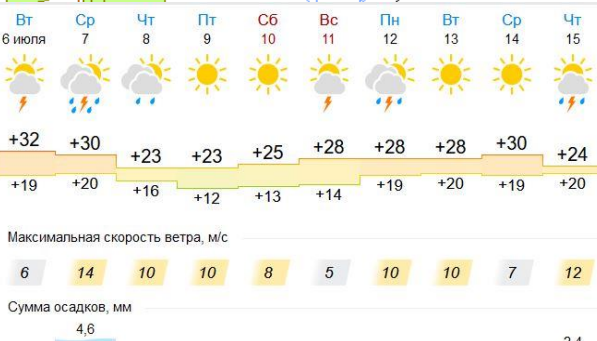 Вт Ср Чт Пт Сб Вс Пн Вт Ср Чт
6 июля 7 8 9 10 11 12 13 14 15
+32 +30 +23 +23 +25 +28 +28 +28 +30 +24
+19 +20 +16 +12 +13 +14 +19 +20 +19 +20
Максимальная скорость ветра, м/с
6 14 10 10 8 5 10 10 7 12
Сумма осадков, мм
4,6